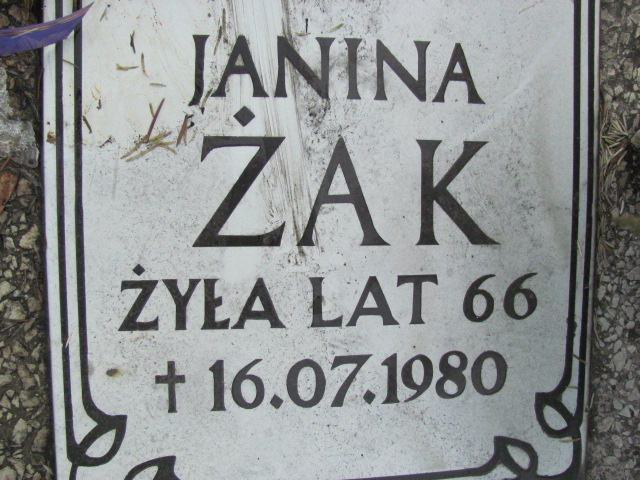 JANINA
ŻAK
ŻYŁA LAT 66
† 16.07.1980